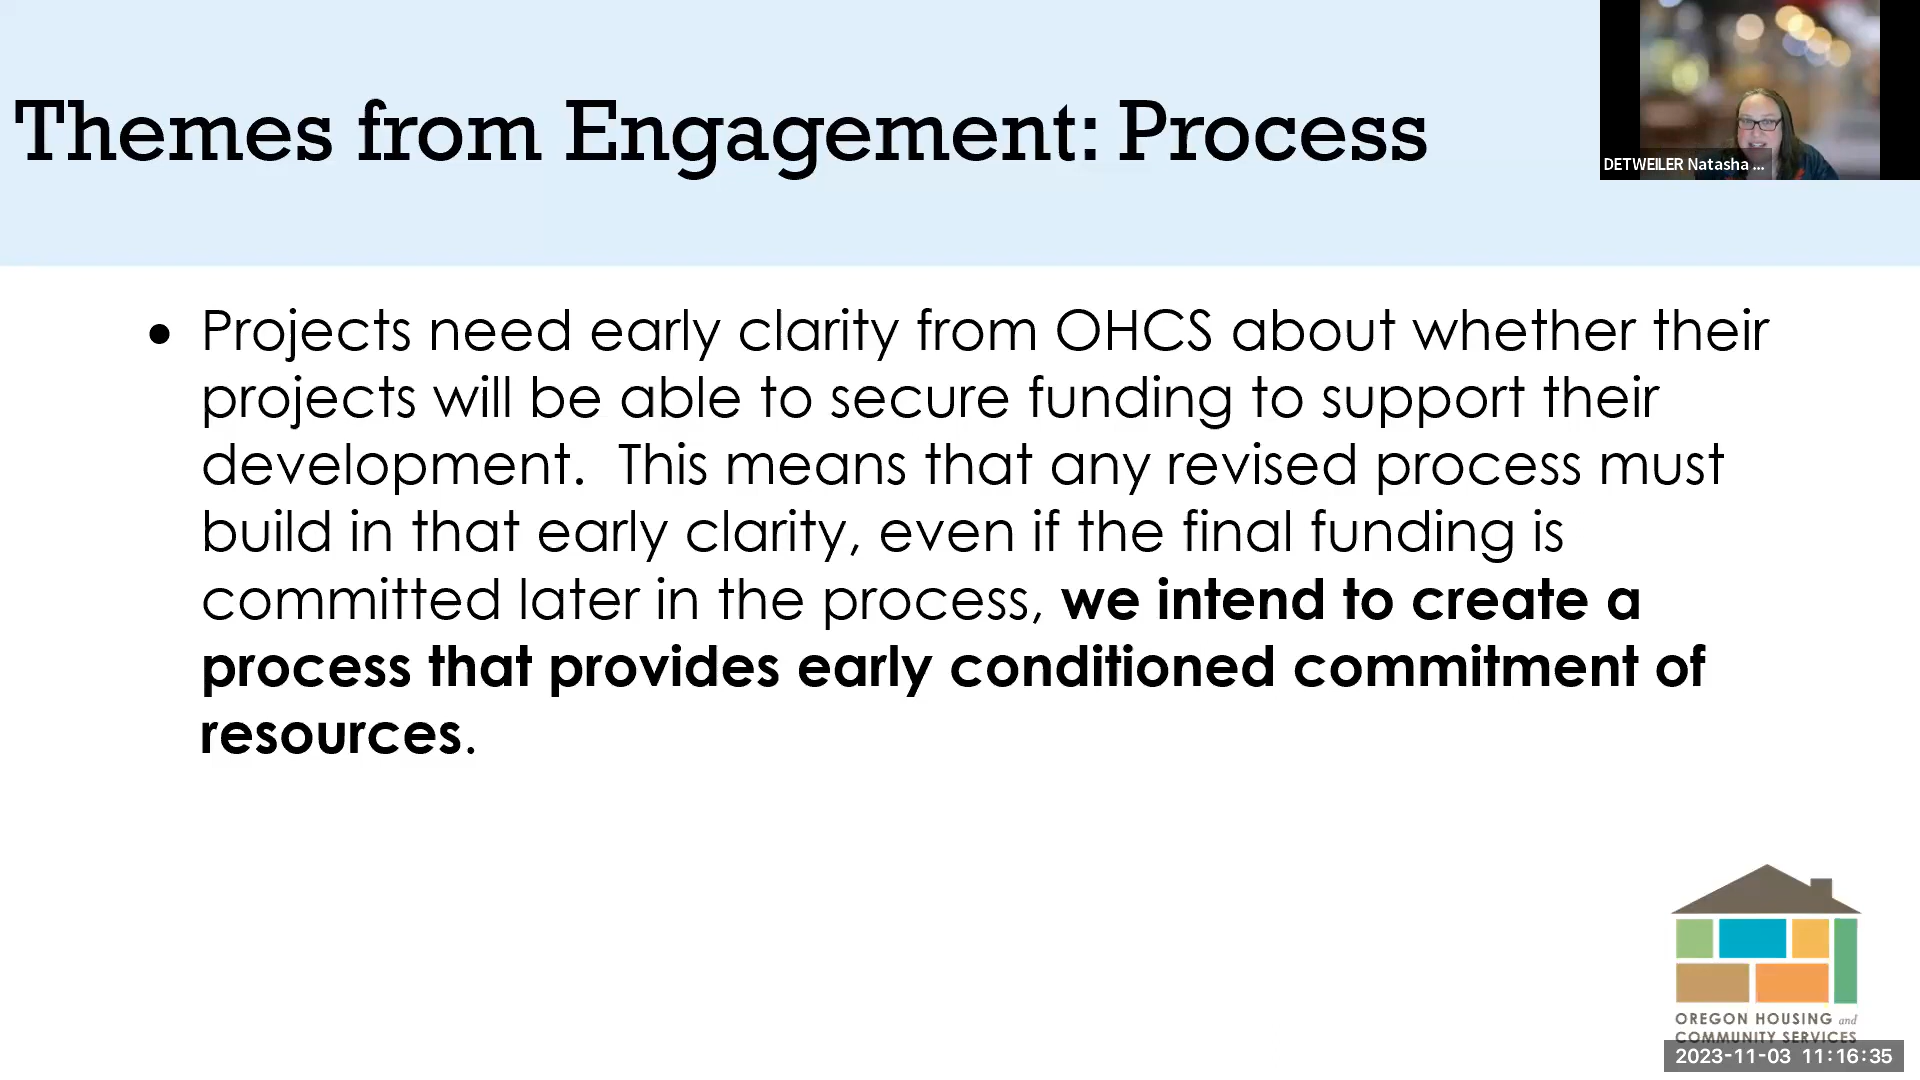 Themes from Engagement: Process
DETWEILER Natasha ...
• Projects need early clarity from OHCS about whether their
projects will be able to secure funding to support their
development.  This means that any revised process must
build in that early clarity, even if the final funding is
committed later in the process, we intend to create a
process that provides early conditioned commitment of
resources.
OREGON HOUSING and
COMMUNITY SERVICES
2023-11-03 11:16:35